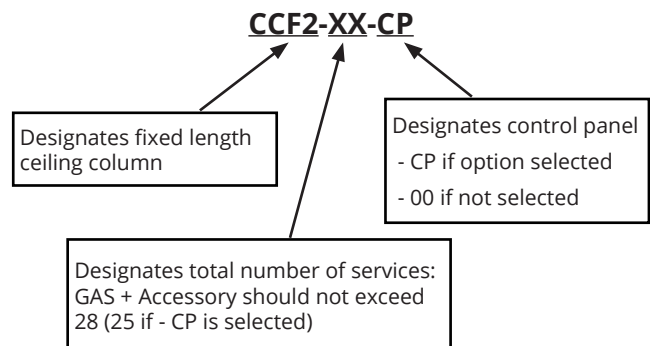 CCF2-XX-CP
Designates fixed length
ceiling column
Designates control panel
- CP if option selected
- 00 if not selected
Designates total number of services:
GAS + Accessory should not exceed
28 (25 if - CP is selected)